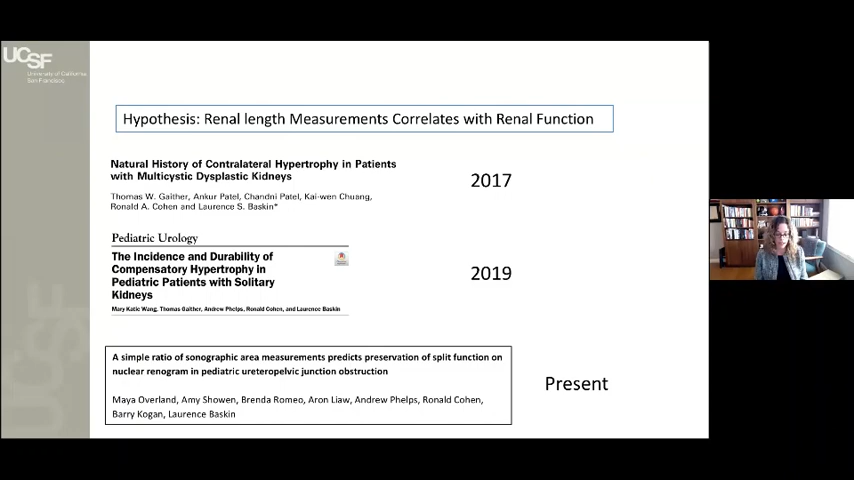 UCSF
University of California
San Francisco
Hypothesis: Renal length Measurements Correlates with Renal Function
Natural History of Contralateral Hypertrophy in Patients
with Multicystic Dysplastic Kidneys
2017
Thomas W. Gaither, Ankur Patel, Chandni Patel, Kai-wen Chuang,
Ronald A. Cohen and Laurence S. Baskin*
Pediatric Urology
The Incidence and Durability of
Compensatory Hypertrophy in
Pediatric Patients with Solitary
Kidneys
2019
Mary Katie Wang, Thomas Gaither, Andrew Phelps, Ronald Cohen, and Laurence Baskin
A simple ratio of sonographic area measurements predicts preservation of split function on
nuclear renogram in pediatric ureteropelvic junction obstruction
Present
Maya Overland, Amy Showen, Brenda Romeo, Aron Liaw, Andrew Phelps, Ronald Cohen,
Barry Kogan, Laurence Baskin